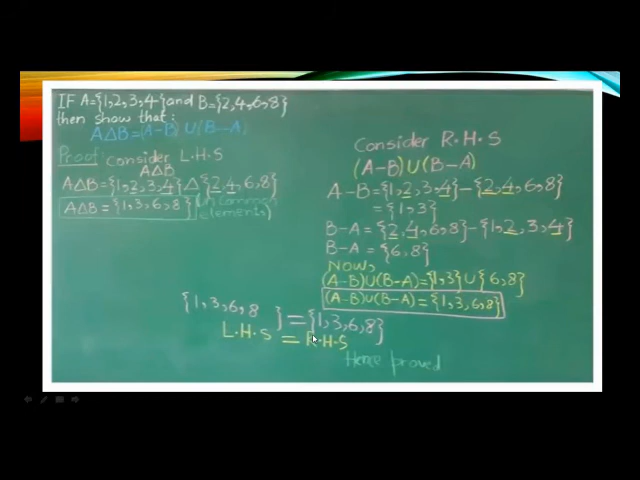 IF A={1,2,3,4} and B={2,4,6,8}
then show that:
AΔB=(A-B) U (B-A)
Proof: Consider L.H.S
AΔB
AΔB={1,2,3,4} Δ {2,4,6,8}
AΔB={1,3,6,8} (un common
elements)
Consider R.H.S
(A-B)U(B-A)
A-B={1,2,3,4}-{2,4,6,8}
={1,3}
B-A={2,4,6,8}-{1,2,3,4}
B-A={6,8}
Now,
(A-B)U(B-A)={1,3}U{6,8}
(A-B)U(B-A)={1,3,6,8}
{1,3,6,8 }={1,3,6,8}
L.H.S = R.H.S
Hence proved